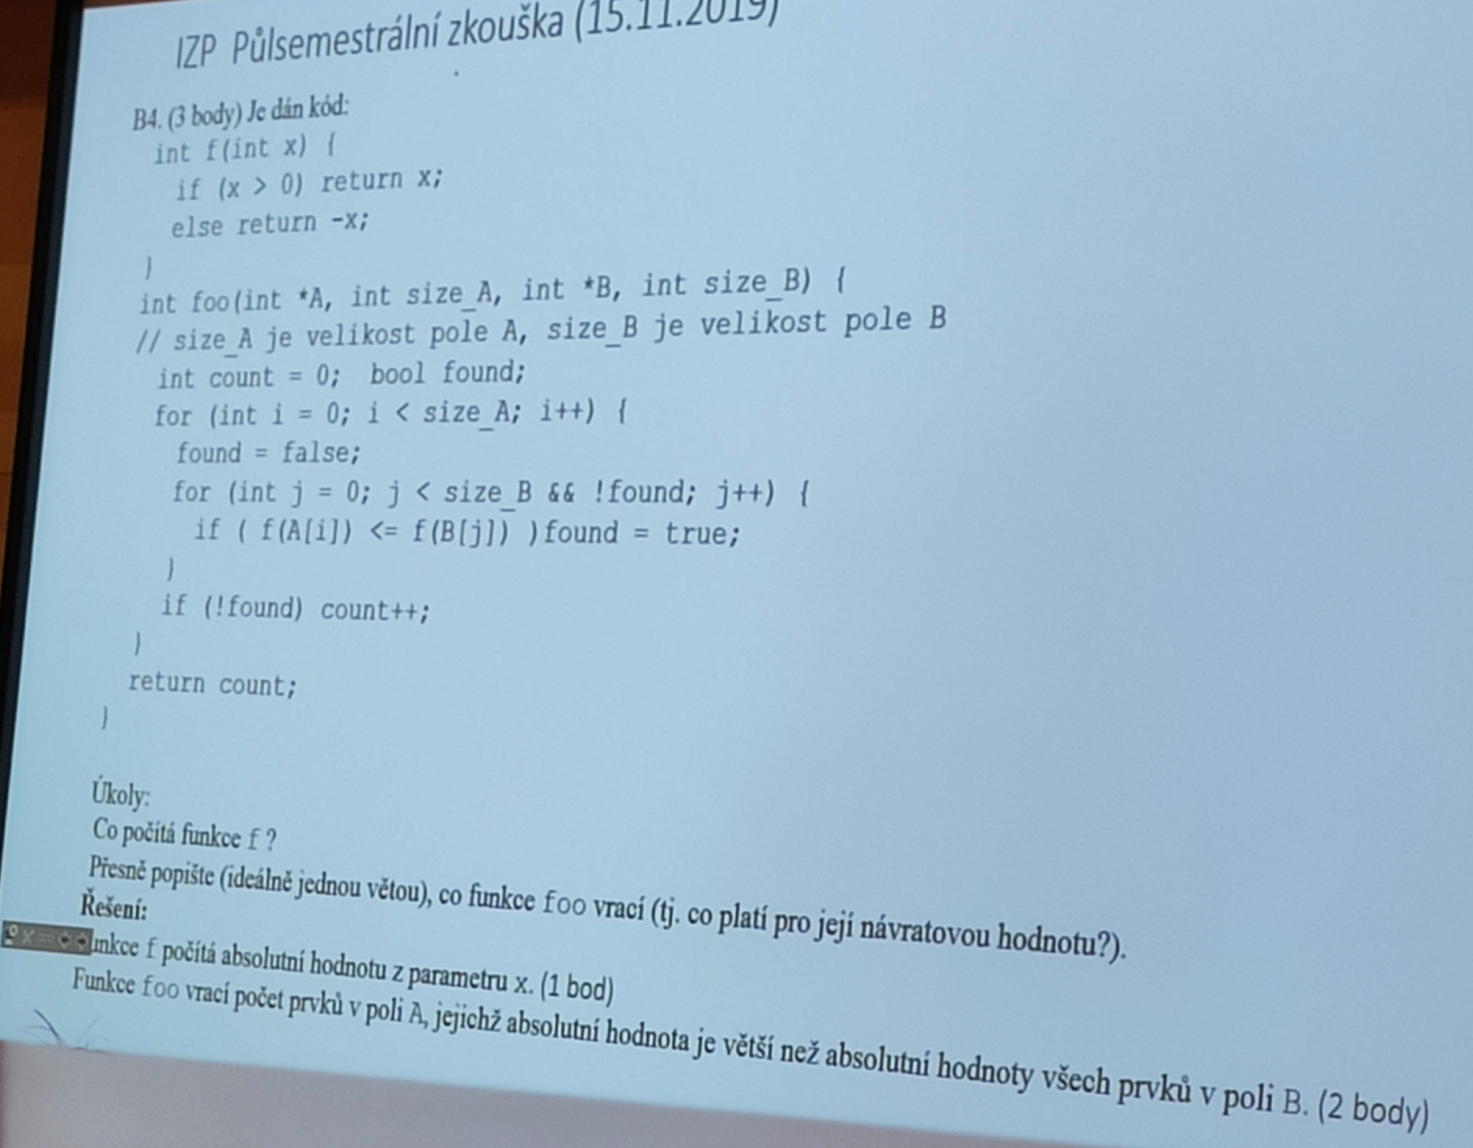 IZP Půlsemestrální zkouška (15.11.2019)
B4. (3 body) Je dán kód:
int f(int x) {
if (x > 0) return x;
else return -x;
}
int foo(int *A, int size_A, int *B, int size_B) {
// size_A je velikost pole A, size_B je velikost pole B
int count = 0; bool found;
for (int i = 0; i < size_A; i++) {
found = false;
for (int j = 0; j < size_B && !found; j++) {
if ( f(A[i]) <= f(B[j]) )found = true;
}
if (!found) count++;
}
return count;
}
Úkoly:
Co počítá funkce f ?
Přesně popište (ideálně jednou větou), co funkce foo vrací (tj. co platí pro její návratovou hodnotu?).
Řešení:
unkce f počítá absolutní hodnotu z parametru x. (1 bod)
Funkce foo vrací počet prvků v poli A, jejichž absolutní hodnota je větší než absolutní hodnoty všech prvků v poli B. (2 body)